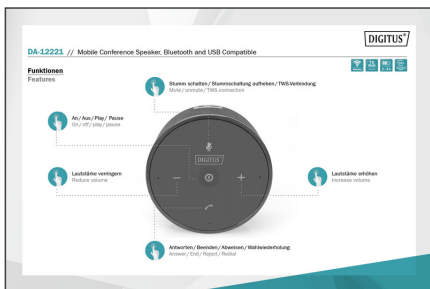 DIGITUS®
DA-12221 // Mobile Conference Speaker, Bluetooth and USB Compatible
Funktionen
Features
Stumm schalten / Stummschaltung aufheben / TWS-Verbindung
Mute / unmute / TWS connection
An / Aus / Play / Pause
On / off / play / pause
DIGITUS
Lautstärke verringern
Reduce volume
Lautstärke erhöhen
Increase volume
Antworten / Beenden / Abweisen / Wahlwiederholung
Answer / End / Reject / Redial